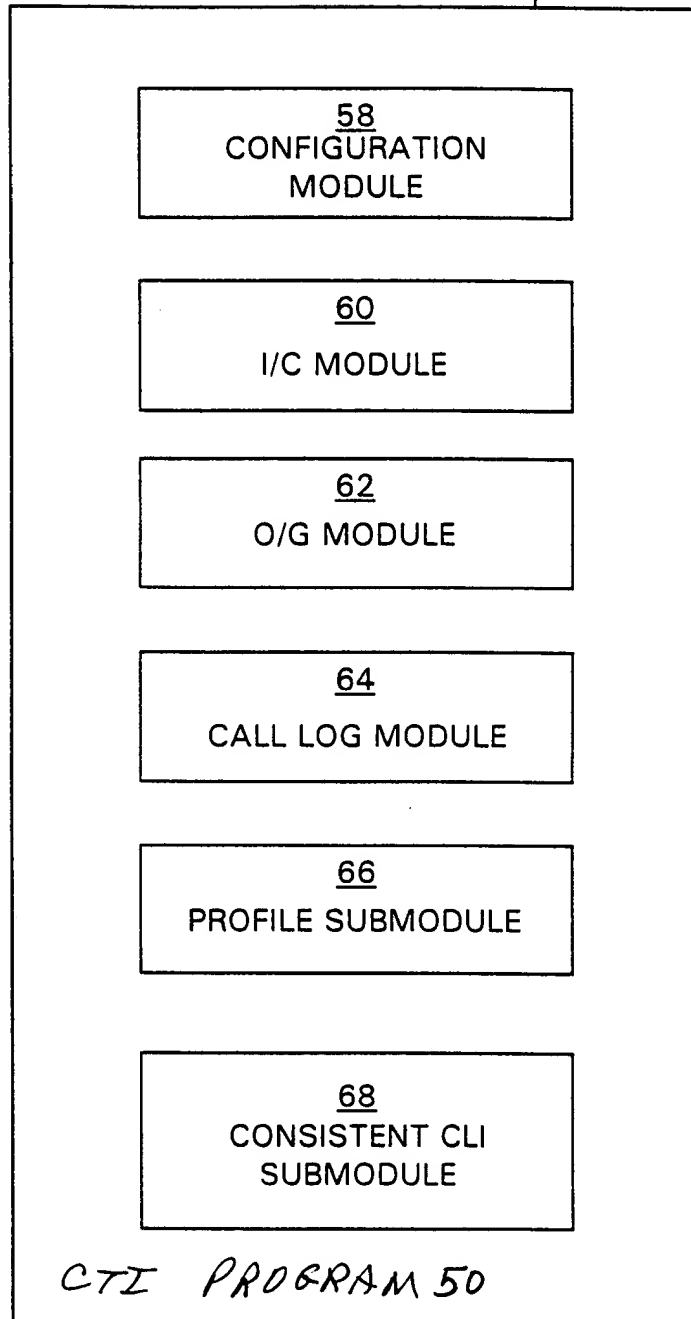 58
CONFIGURATION
MODULE
60
I/C MODULE
62
O/G MODULE
64
CALL LOG MODULE
66
PROFILE SUBMODULE
68
CONSISTENT CLI
SUBMODULE
CTI PROGRAM 50